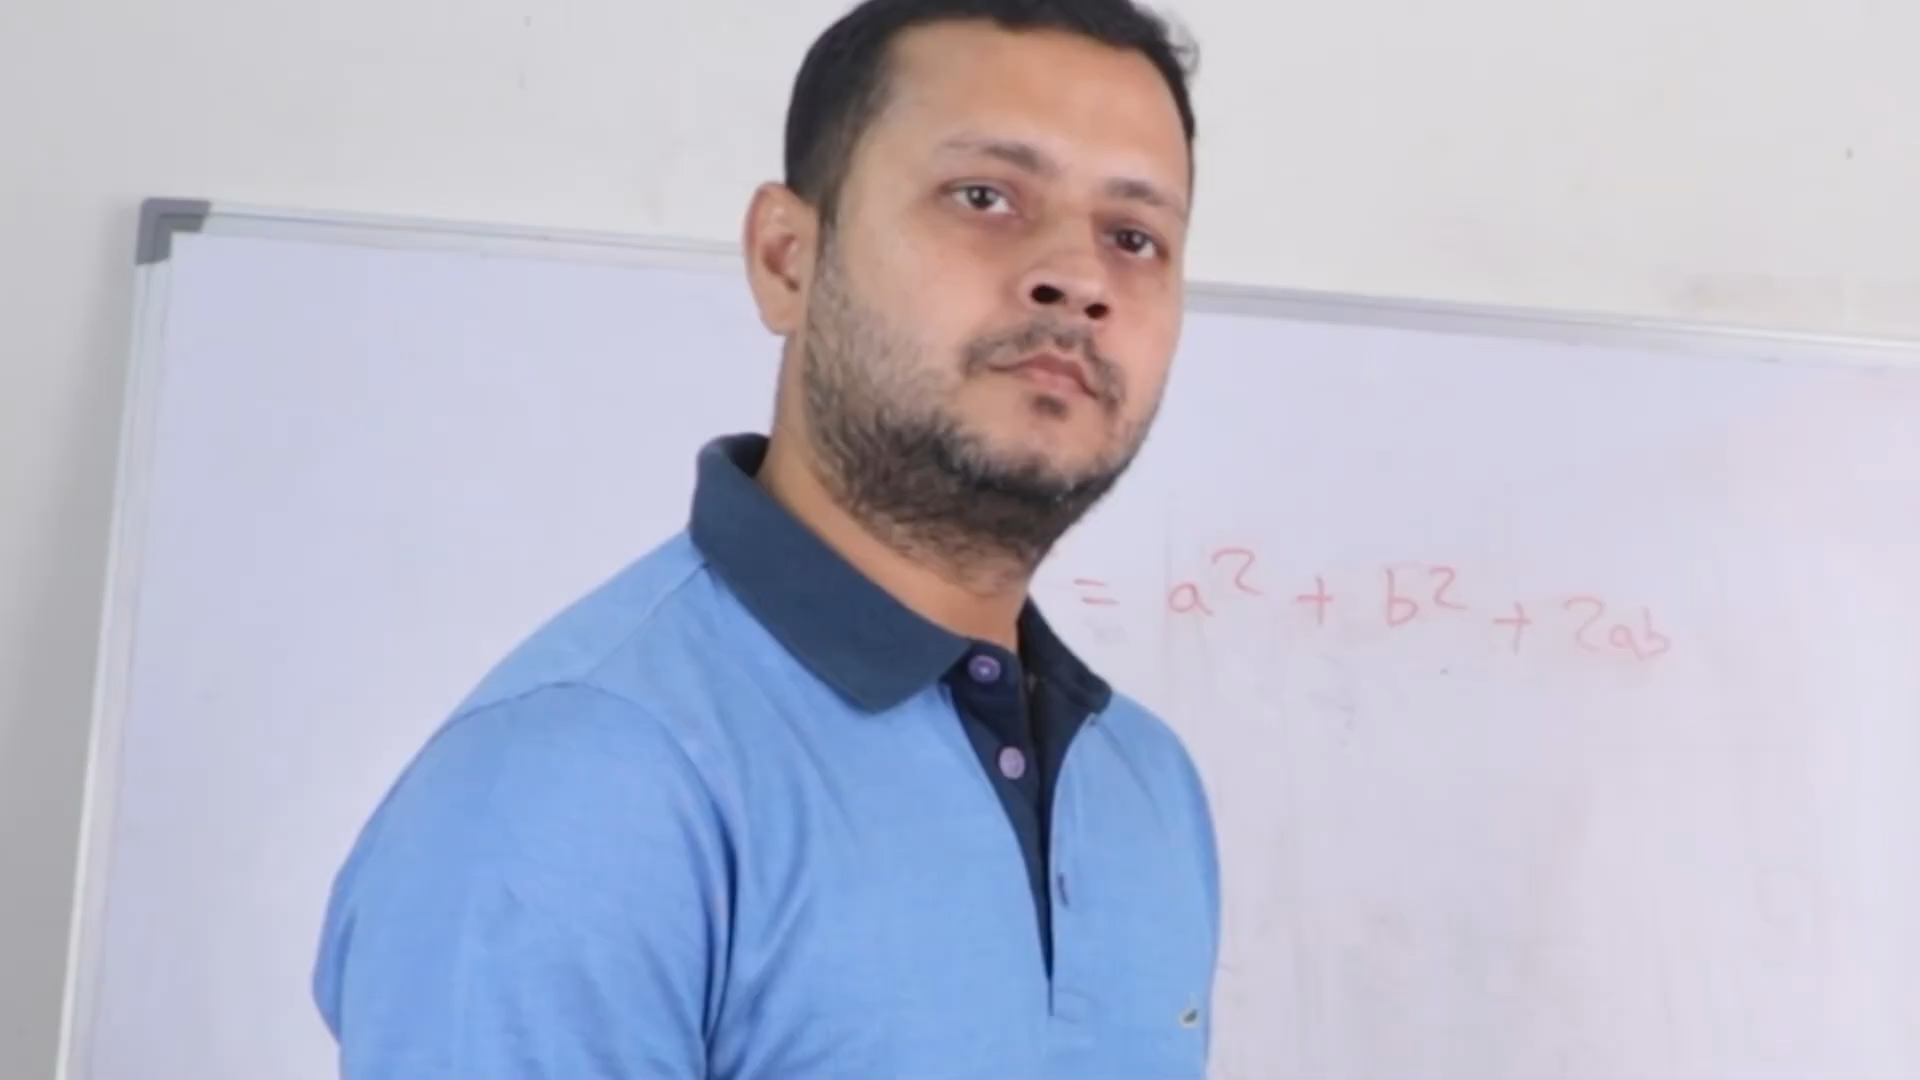 = a² + b² + 2ab